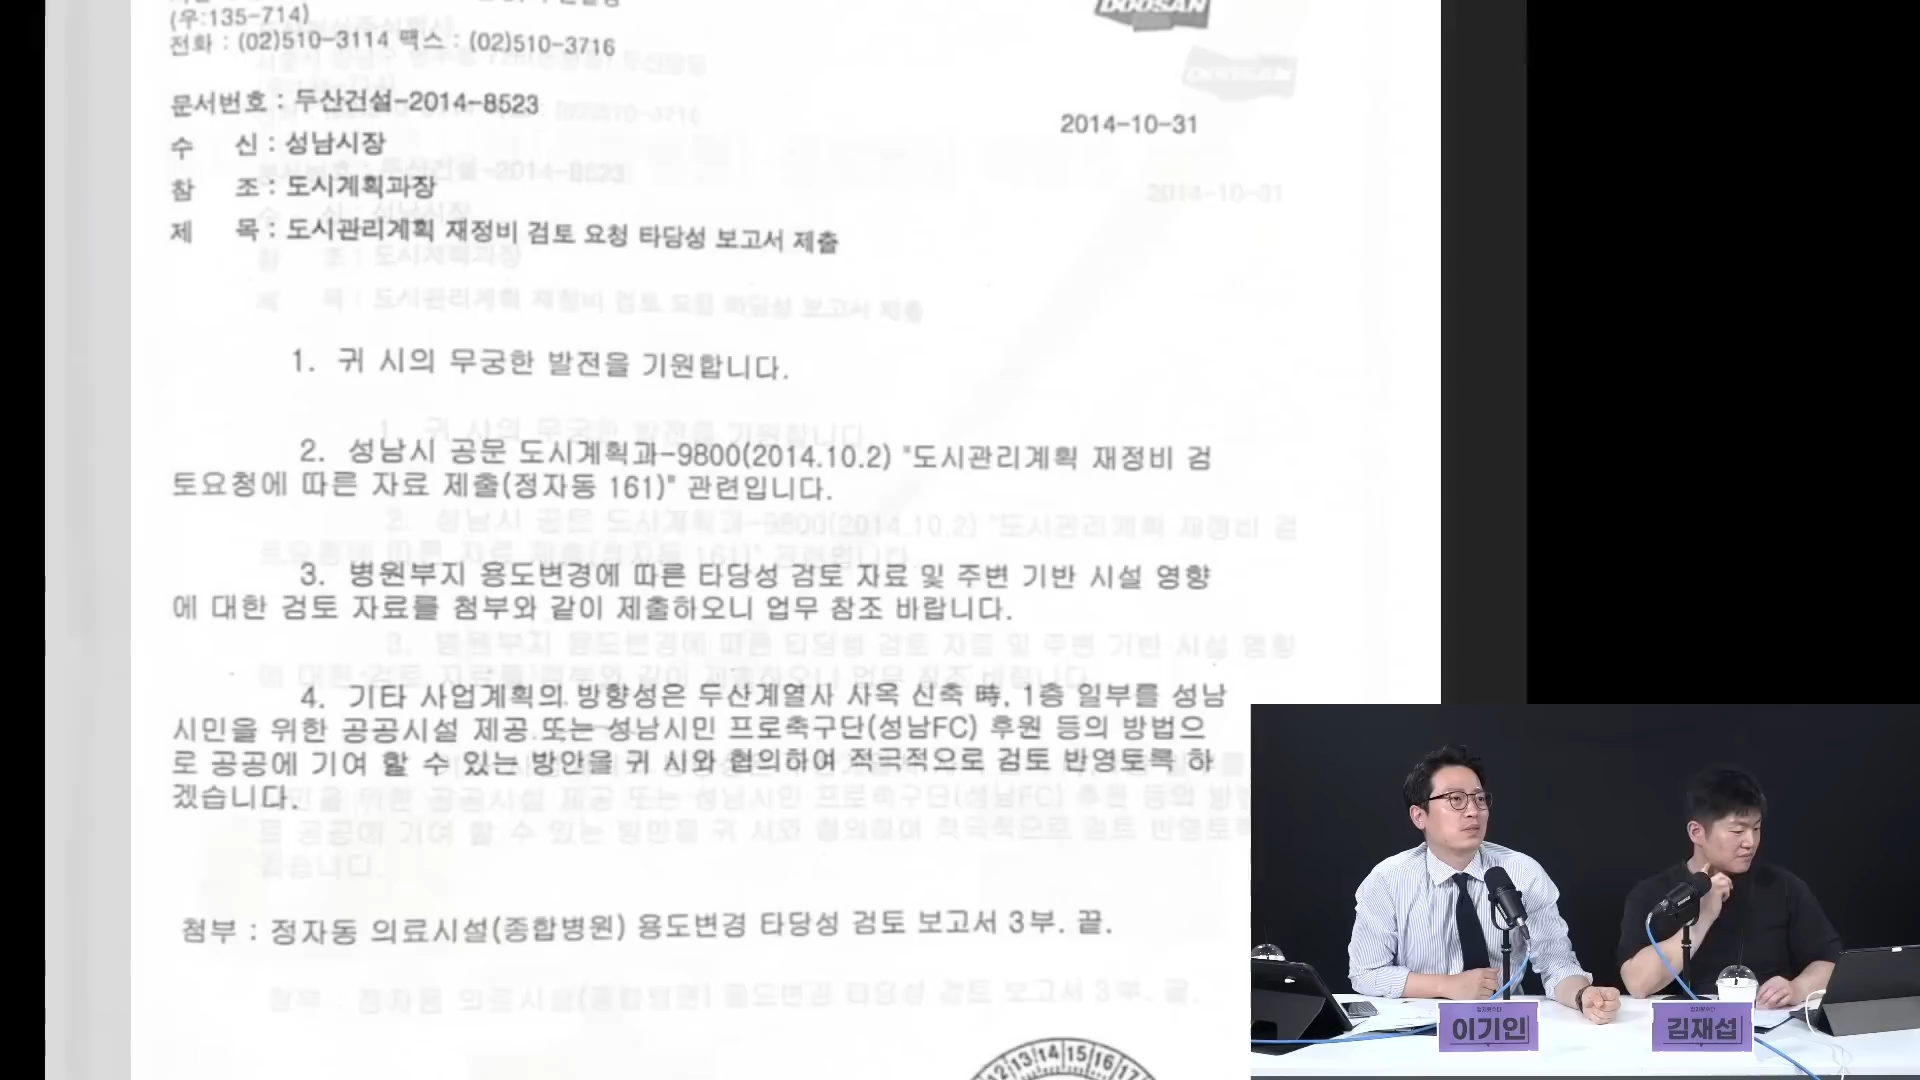 (우:135-714)
DOOSAN
전화 : (02)510-3114 팩스 : (02)510-3716
문서번호 : 두산건설-2014-8523
2014-10-31
수 신 : 성남시장
참 조 : 도시계획과장
제 목 : 도시관리계획 재정비 검토 요청 타당성 보고서 제출
1. 귀 시의 무궁한 발전을 기원합니다.
2. 성남시 공문 도시계획과-9800(2014.10.2) "도시관리계획 재정비 검
토요청에 따른 자료 제출(정자동 161)" 관련입니다.
3. 병원부지 용도변경에 따른 타당성 검토 자료 및 주변 기반 시설 영향
에 대한 검토 자료를 첨부와 같이 제출하오니 업무 참조 바랍니다.
4. 기타 사업계획의 방향성은 두산계열사 사옥 신축 時, 1층 일부를 성남
시민을 위한 공공시설 제공 또는 성남시민 프로축구단(성남FC) 후원 등의 방법으
로 공공에 기여 할 수 있는 방안을 귀 시와 협의하여 적극적으로 검토 반영토록 하
겠습니다.
첨부 : 정자동 의료시설(종합병원) 용도변경 타당성 검토 보고서 3부. 끝.
12 13 14 15 16 17
이기인
김재섭